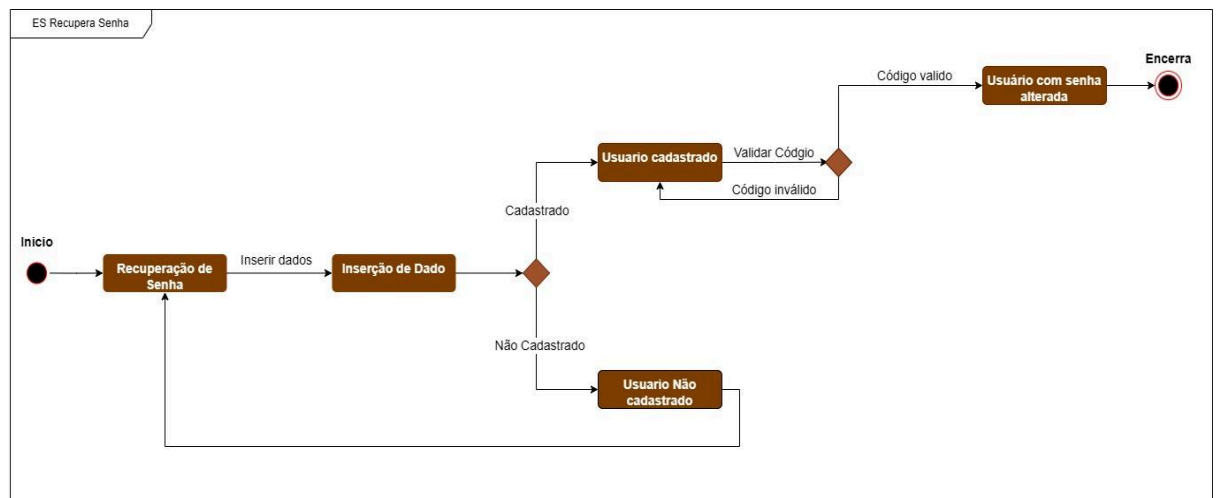 ES Recupera Senha
Encerra
Código valido
Usuário com senha
alterada
Usuario cadastrado
Validar Códgio
Código inválido
Cadastrado
Inicio
Recuperação de
Senha
Inserir dados
Inserção de Dado
Não Cadastrado
Usuario Não
cadastrado